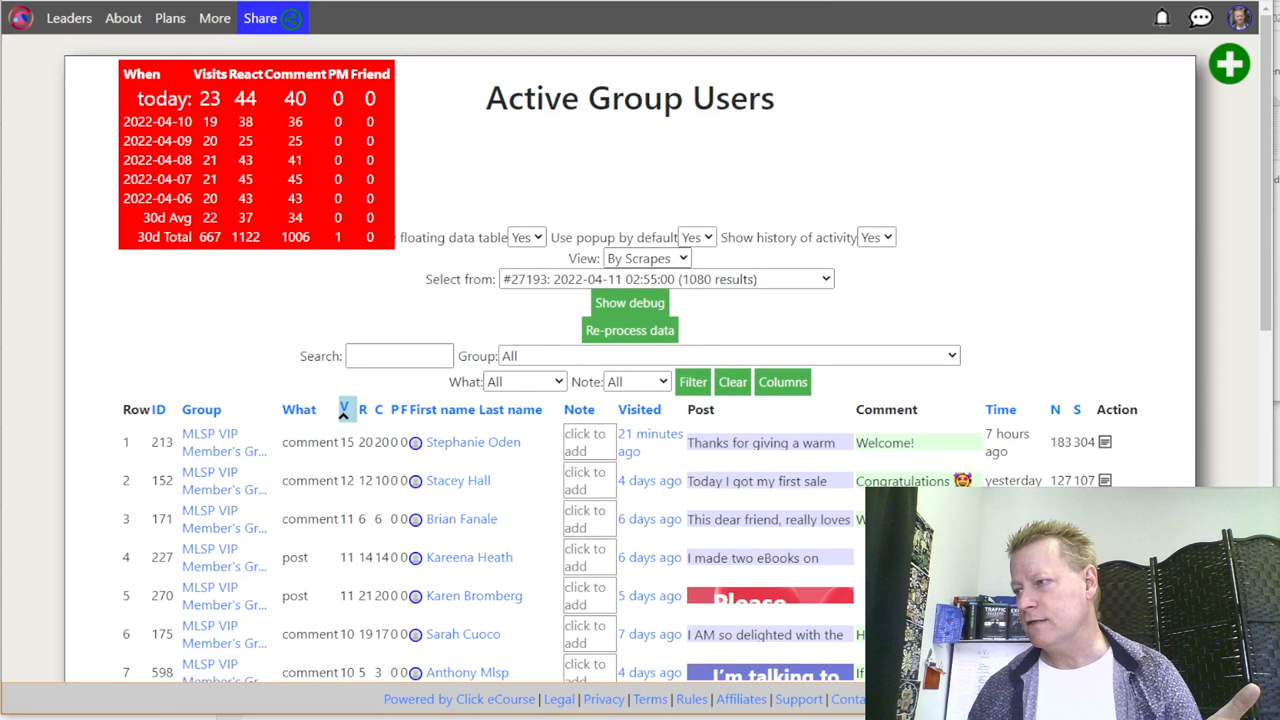 Leaders About Plans More Share
When Visits React Comment PM Friend
today: 23 44 40 0 0
2022-04-10 19 38 36 0 0
2022-04-09 20 25 25 0 0
2022-04-08 21 43 41 0 0
2022-04-07 21 45 45 0 0
2022-04-06 20 43 43 0 0
30d Avg 22 37 34 0 0
30d Total 667 1122 1006 1 0
Active Group Users
floating data table Yes Use popup by default Yes Show history of activity Yes
View: By Scrapes
Select from: #27193: 2022-04-11 02:55:00 (1080 results)
Show debug
Re-process data
Search: Group: All
What: All Note: All Filter Clear Columns
Row ID Group What V R C P F First name Last name Note Visited Post Comment Time N S Action
1 213 MLSP VIP Member's Gr... comment 15 20 20 0 0 Stephanie Oden click to add 21 minutes ago Thanks for giving a warm Welcome! 7 hours ago 183 304
2 152 MLSP VIP Member's Gr... comment 12 12 10 0 0 Stacey Hall click to add 4 days ago Today I got my first sale Congratulations 🥰 yesterday 127 107
3 171 MLSP VIP Member's Gr... comment 11 6 6 0 0 Brian Fanale click to add 6 days ago This dear friend, really loves
4 227 MLSP VIP Member's Gr... post 11 14 14 0 0 Kareena Heath click to add 6 days ago I made two eBooks on
5 270 MLSP VIP Member's Gr... post 11 21 20 0 0 Karen Bromberg click to add 5 days ago Please
6 175 MLSP VIP Member's Gr... comment 10 19 17 0 0 Sarah Cuoco click to add 7 days ago I AM so delighted with the
7 598 MLSP VIP comment 10 5 3 0 0 Anthony Mlsp click to 4 days ago I'm talking to If
Powered by Click eCourse | Legal | Privacy | Terms | Rules | Affiliates | Support | Conta
TRAFFIC